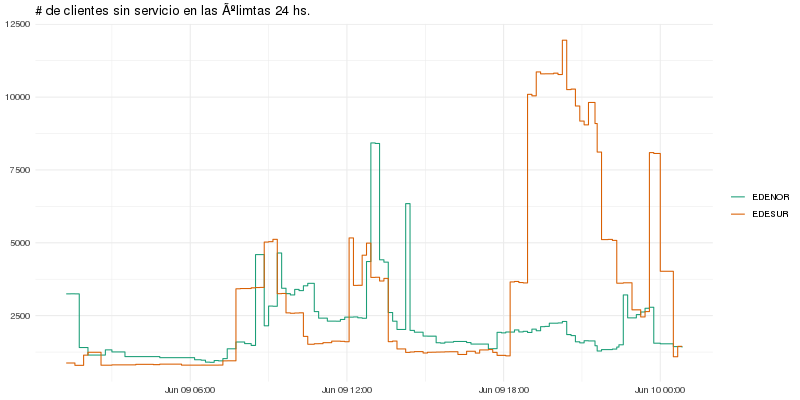 # de clientes sin servicio en las Ãºlimtas 24 hs.
12500
10000
7500
5000
2500
EDENOR
EDESUR
Jun 09 06:00
Jun 09 12:00
Jun 09 18:00
Jun 10 00:00